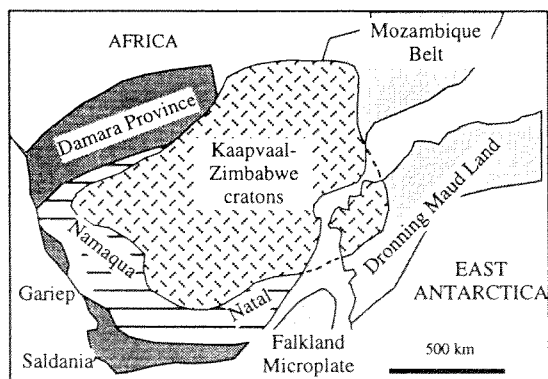 AFRICA
Mozambique
Belt
Damara Province
Kaapvaal-
Zimbabwe
cratons
Namaqua
Dronning Maud Land
Natal
Gariep
EAST
ANTARCTICA
Falkland
Microplate
Saldania
500 km